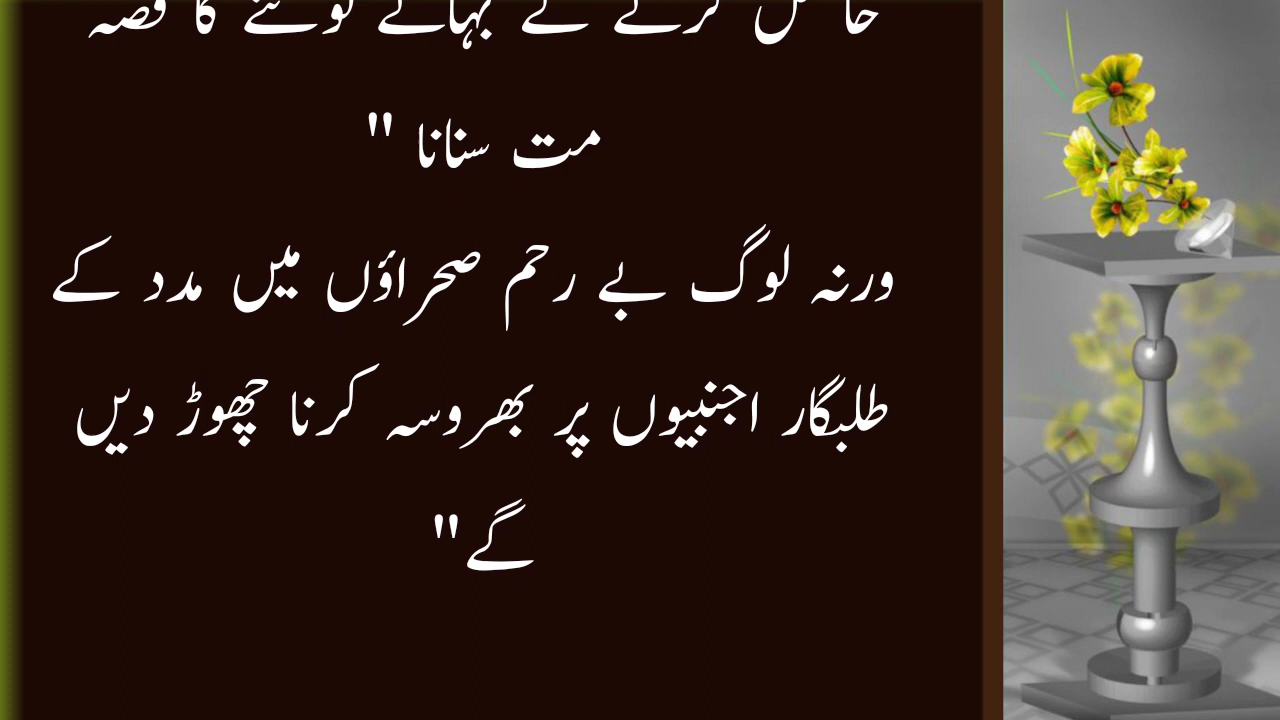 حاصل کرنے کے بہانے لوٹنے کا قصہ
مت سنانا "
ورنہ لوگ بے رحم صحراؤں میں مدد کے
طلبگار اجنبیوں پر بھروسہ کرنا چھوڑ دیں
گے"